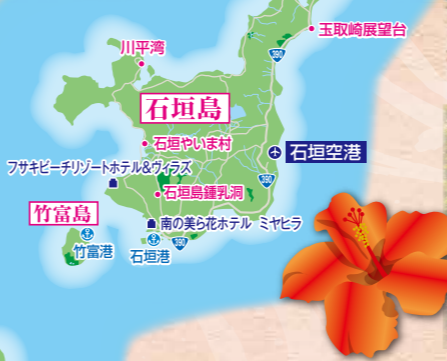 玉取崎展望台
川平湾
390
石垣島
石垣やいま村
石垣空港
フサキビーチリゾートホテル&ヴィラズ
390
石垣島鍾乳洞
竹富島
南の美ら花ホテル ミヤヒラ
竹富港
石垣港
390